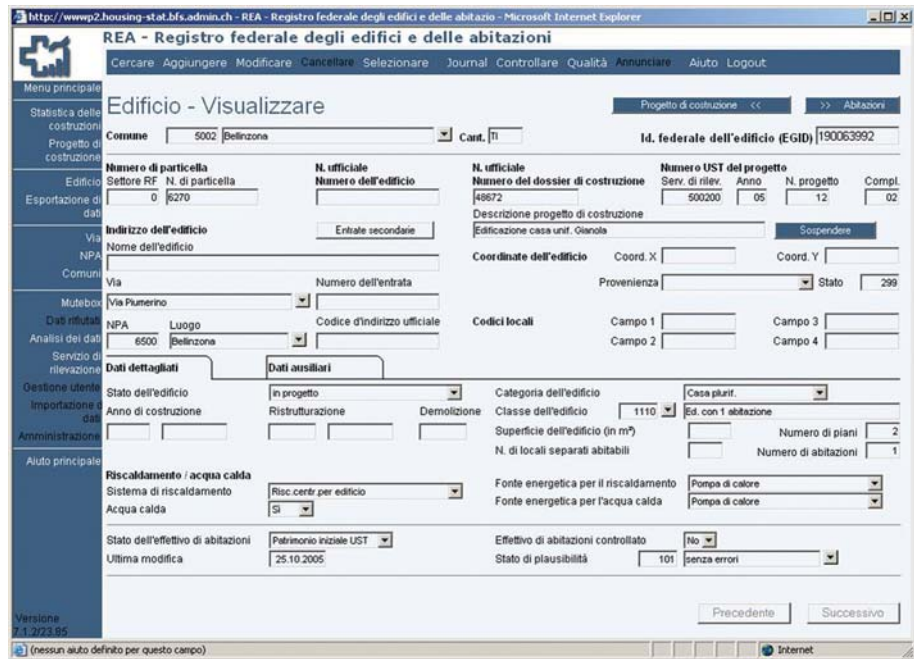 http://wwwp2.housing-stat.bfs.admin.ch - REA - Registro federale degli edifici e delle abitazio - Microsoft Internet Explorer
REA - Registro federale degli edifici e delle abitazioni
Cercare Aggiungere Modificare Cancellare Selezionare Journal Controllare Qualità Annunciare Aiuto Logout
Menu principale
Statistica delle costruzioni
Progetto di costruzione
Edificio
Esportazione di dati
Via
NPA
Comuni
Mutebox
Dati rifiutati
Analisi dei dati
Servizio di rilevazione
Gestione utente
Importazione d dati
Amministrazione
Aiuto principale
Versione
7.1.2/23.85
Edificio - Visualizzare
Progetto di costruzione <<
>> Abitazioni
Comune 5002 Bellinzona Cant. TI Id. federale dell'edificio (EGID) 190063992
Numero di particella N. ufficiale N. ufficiale Numero UST del progetto
Settore RF N. di particella Numero dell'edificio Numero del dossier di costruzione Serv. di rilev. Anno N. progetto Compl.
0 6270 48672 500200 05 12 02
Descrizione progetto di costruzione
Indirizzo dell'edificio Entrate secondarie Edificazione casa unif. Gianola Sospendere
Nome dell'edificio Coordinate dell'edificio Coord. X Coord. Y
Via Numero dell'entrata Provenienza Stato 299
Via Piumerino
NPA Luogo Codice d'indirizzo ufficiale Codici locali Campo 1 Campo 3
6500 Bellinzona Campo 2 Campo 4
Dati dettagliati Dati ausiliari
Stato dell'edificio in progetto Categoria dell'edificio Casa plurif.
Anno di costruzione Ristrutturazione Demolizione Classe dell'edificio 1110 Ed. con 1 abitazione
Superficie dell'edificio (in m²) Numero di piani 2
N. di locali separati abitabili Numero di abitazioni 1
Riscaldamento / acqua calda
Sistema di riscaldamento Risc.centr.per edificio Fonte energetica per il riscaldamento Pompa di calore
Acqua calda Sì Fonte energetica per l'acqua calda Pompa di calore
Stato dell'effettivo di abitazioni Patrimonio iniziale UST Effettivo di abitazioni controllato No
Ultima modifica 25.10.2005 Stato di plausibilità 101 senza errori
Precedente Successivo
(nessun aiuto definito per questo campo) Internet